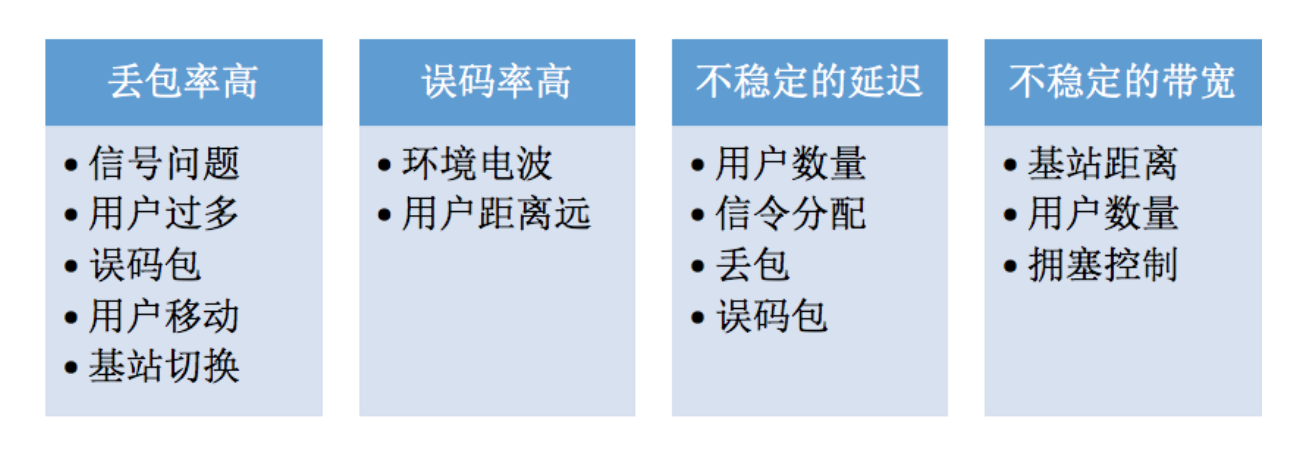 丢包率高
• 信号问题
• 用户过多
• 误码包
• 用户移动
• 基站切换
误码率高
• 环境电波
• 用户距离远
不稳定的延迟
• 用户数量
• 信令分配
• 丢包
• 误码包
不稳定的带宽
• 基站距离
• 用户数量
• 拥塞控制